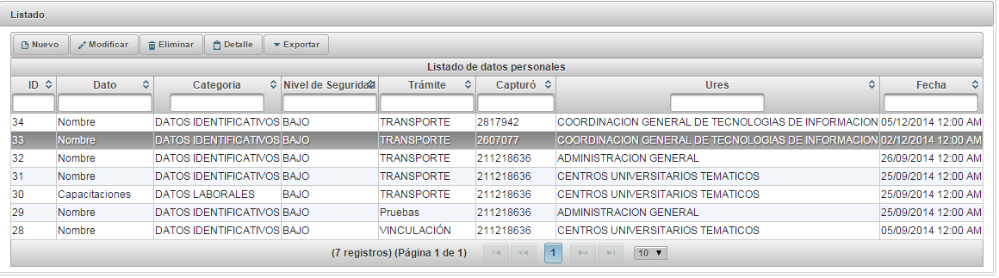 Listado
Nuevo Modificar Eliminar Detalle Exportar
Listado de datos personales
ID Dato Categoria Nivel de Seguridad Trámite Capturó Ures Fecha
34 Nombre DATOS IDENTIFICATIVOS BAJO TRANSPORTE 2817942 COORDINACION GENERAL DE TECNOLOGIAS DE INFORMACION 05/12/2014 12:00 AM
33 Nombre DATOS IDENTIFICATIVOS BAJO TRANSPORTE 2607077 COORDINACION GENERAL DE TECNOLOGIAS DE INFORMACION 02/12/2014 12:00 AM
32 Nombre DATOS IDENTIFICATIVOS BAJO TRANSPORTE 211218636 ADMINISTRACION GENERAL 26/09/2014 12:00 AM
31 Nombre DATOS IDENTIFICATIVOS BAJO TRANSPORTE 211218636 CENTROS UNIVERSITARIOS TEMATICOS 25/09/2014 12:00 AM
30 Capacitaciones DATOS LABORALES BAJO TRANSPORTE 211218636 CENTROS UNIVERSITARIOS TEMATICOS 25/09/2014 12:00 AM
29 Nombre DATOS IDENTIFICATIVOS BAJO Pruebas 211218636 ADMINISTRACION GENERAL 25/09/2014 12:00 AM
28 Nombre DATOS IDENTIFICATIVOS BAJO VINCULACIÓN 211218636 CENTROS UNIVERSITARIOS TEMATICOS 05/09/2014 12:00 AM
(7 registros) (Página 1 de 1) 1 10